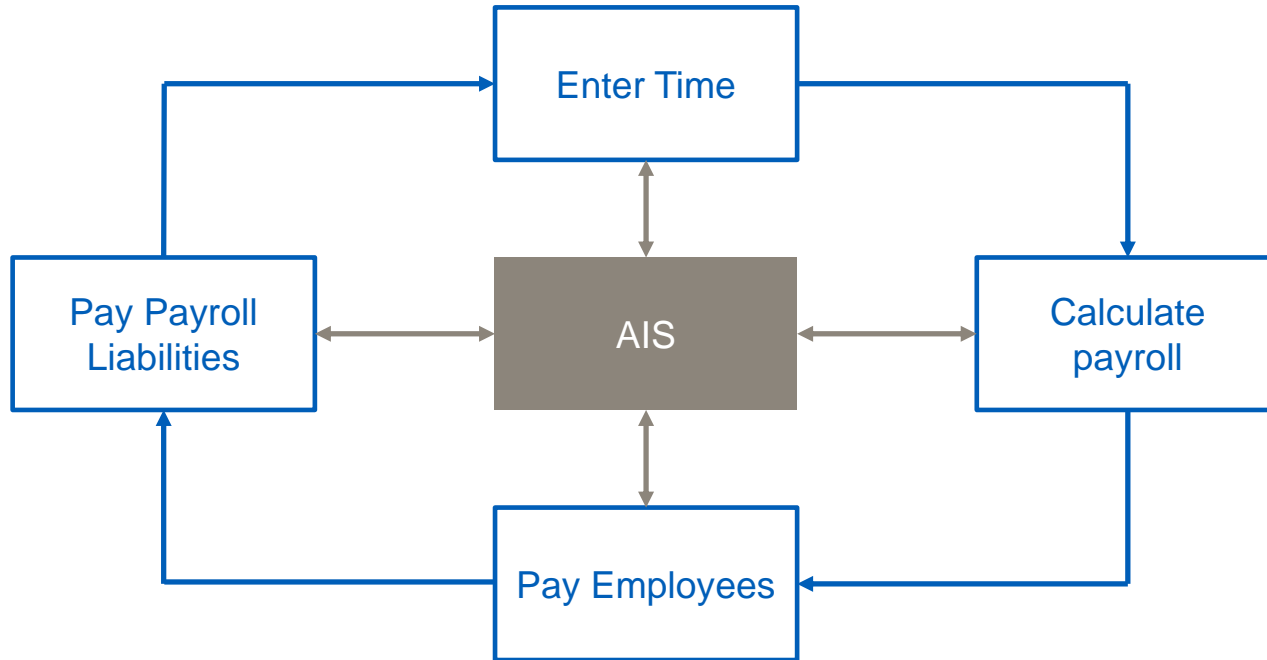 Enter Time
Pay Payroll
Liabilities
AIS
Calculate
payroll
Pay Employees